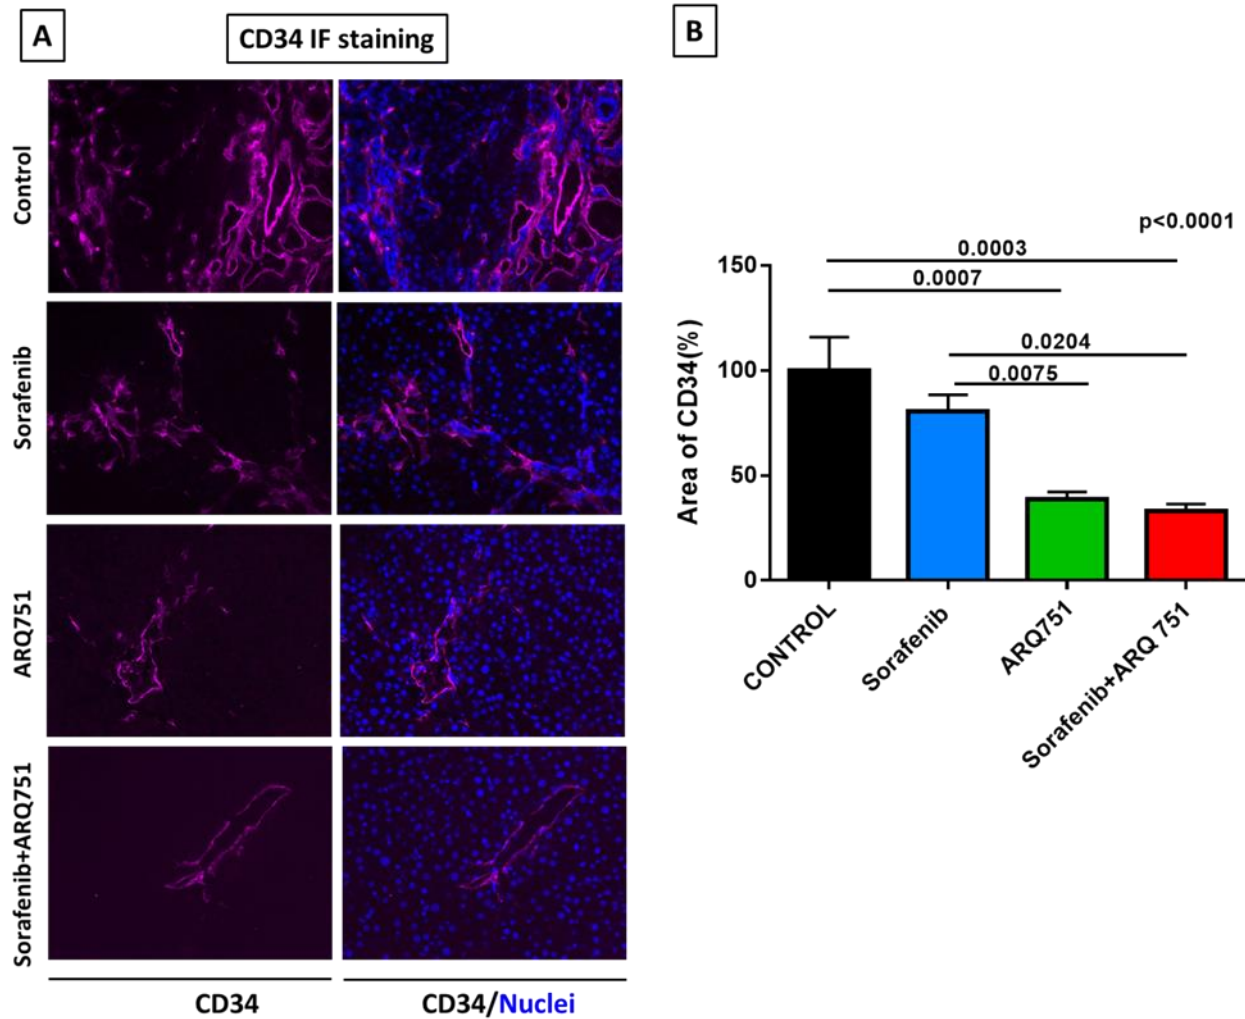 A
CD34 IF staining
Control
Sorafenib
ARQ751
Sorafenib+ARQ751
CD34
CD34/Nuclei
B
p<0.0001
0.0003
0.0007
0.0204
0.0075
Area of CD34(%)
150
100
50
0
CONTROL
Sorafenib
ARQ751
Sorafenib+ARQ 751